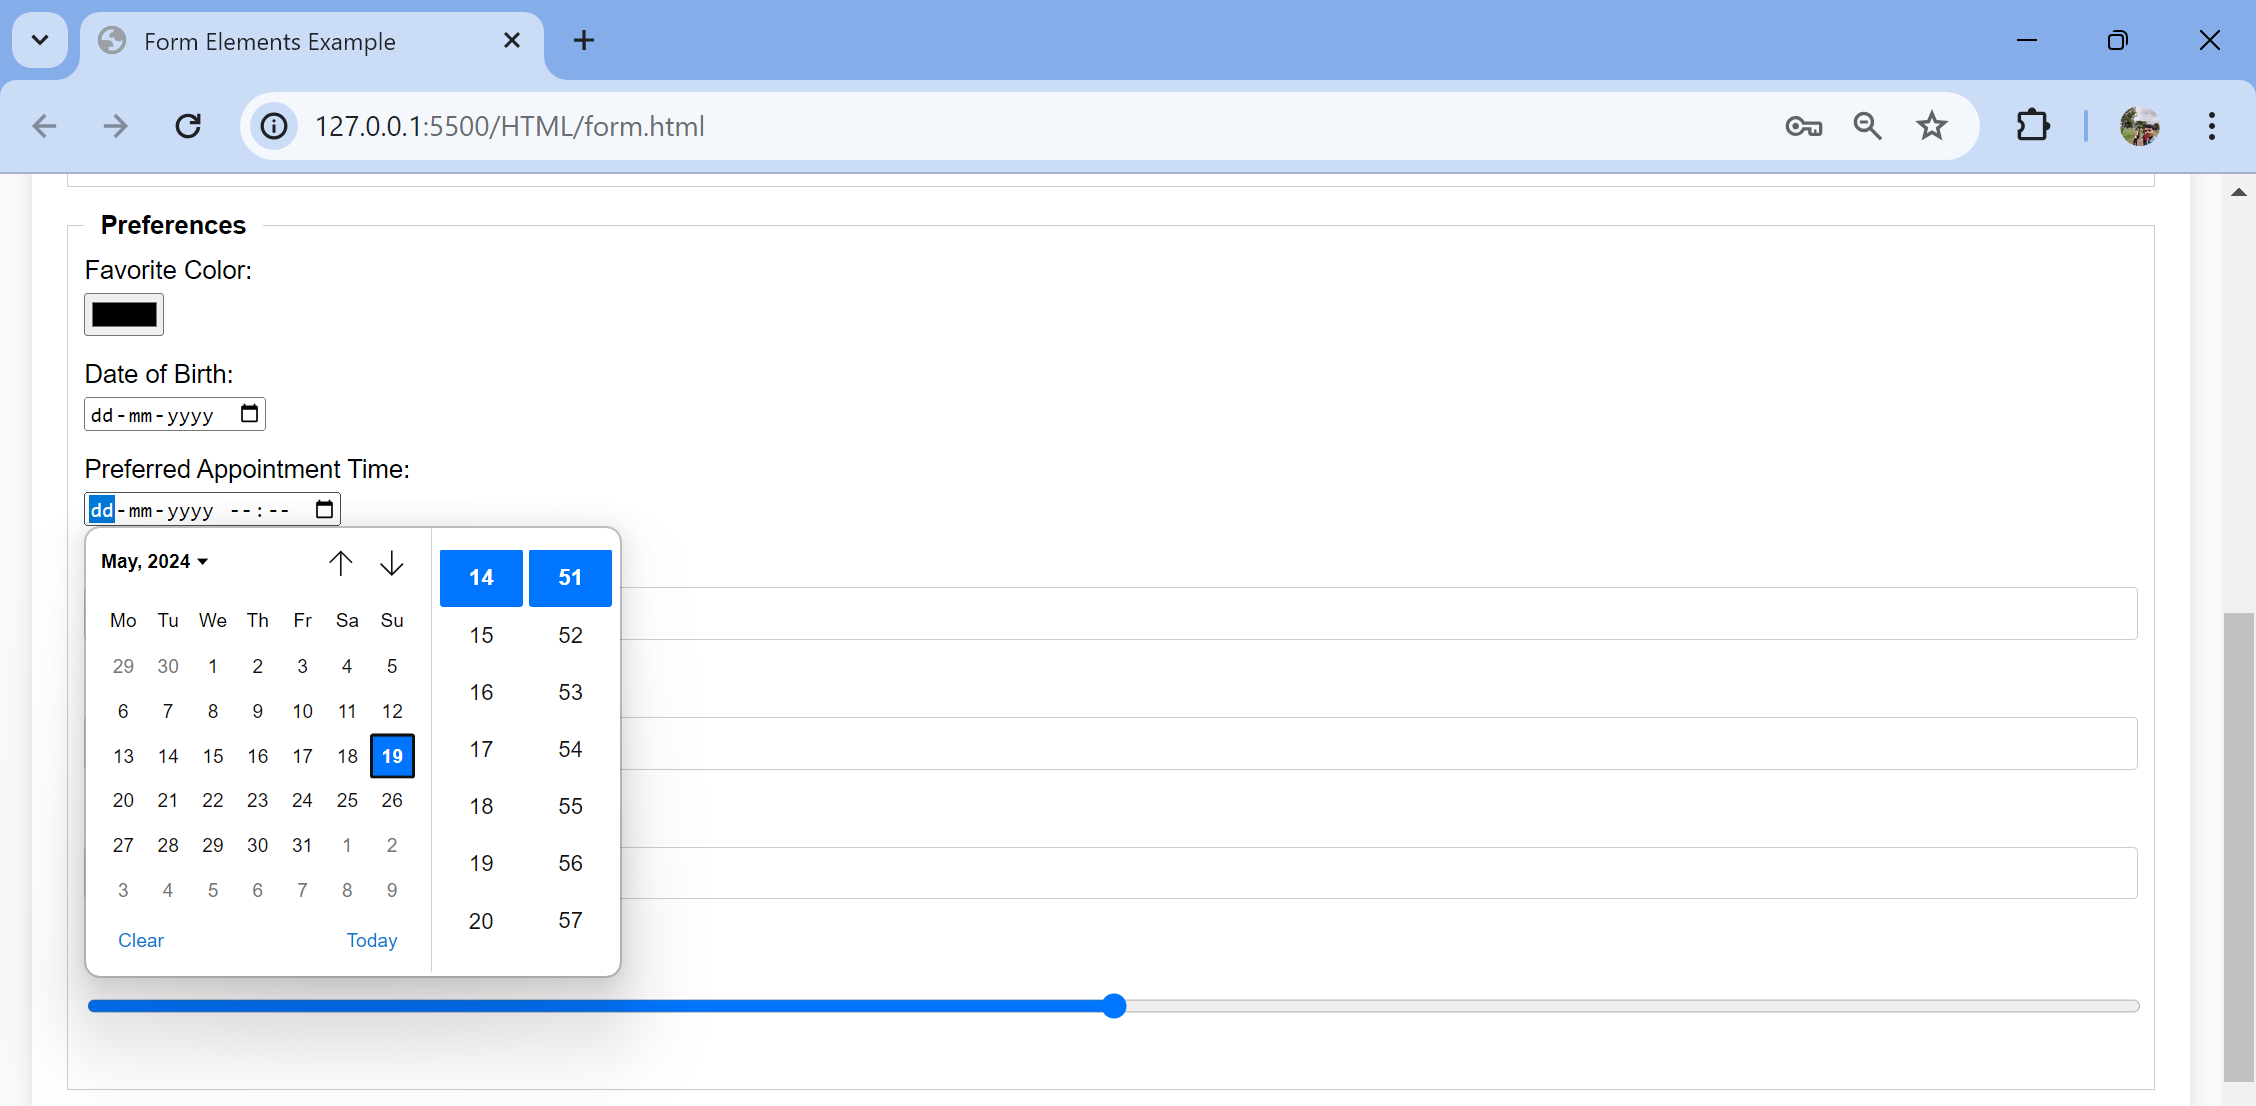 Form Elements Example
127.0.0.1:5500/HTML/form.html
Preferences
Favorite Color:
Date of Birth:
dd-mm-yyyy
Preferred Appointment Time:
dd-mm-yyyy --:--
May, 2024
Mo Tu We Th Fr Sa Su
29 30 1 2 3 4 5
6 7 8 9 10 11 12
13 14 15 16 17 18 19
20 21 22 23 24 25 26
27 28 29 30 31 1 2
3 4 5 6 7 8 9
Clear Today
14 51
15 52
16 53
17 54
18 55
19 56
20 57